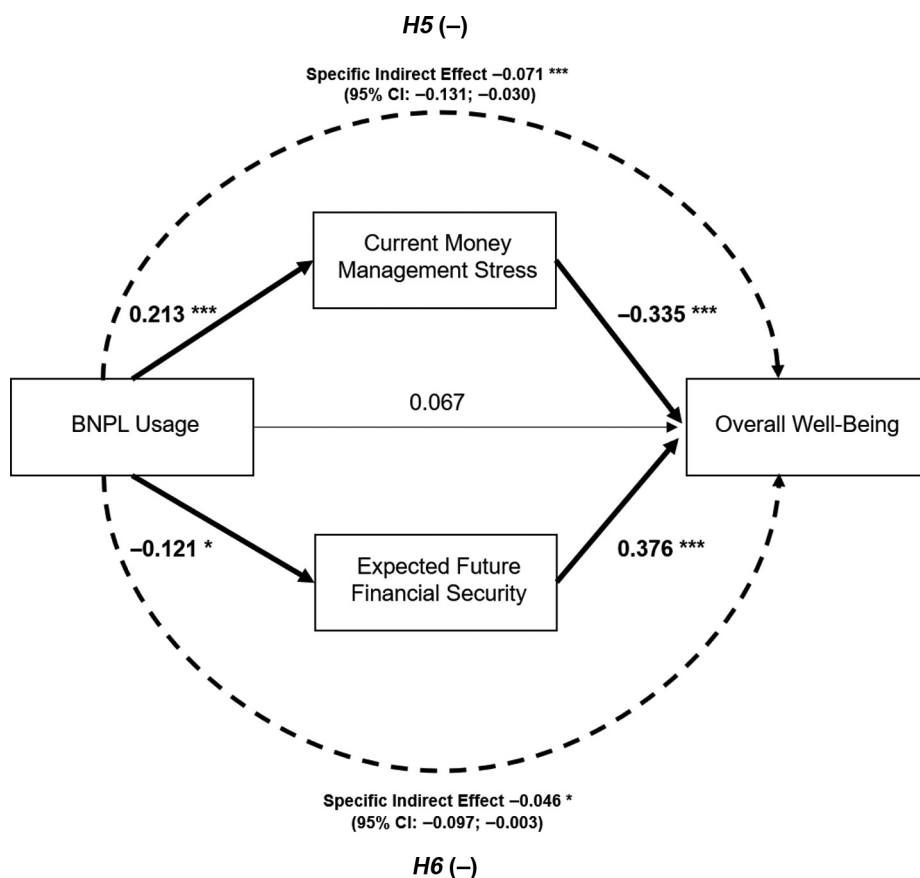 H5 (–)
Specific Indirect Effect –0.071 ***
(95% CI: –0.131; –0.030)
Current Money
Management Stress
0.213 ***
–0.335 ***
BNPL Usage
0.067
Overall Well-Being
–0.121 *
0.376 ***
Expected Future
Financial Security
Specific Indirect Effect –0.046 *
(95% CI: –0.097; –0.003)
H6 (–)